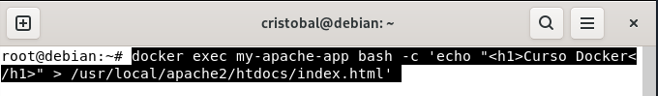 cristobal@debian: ~
root@debian:~# docker exec my-apache-app bash -c 'echo "<h1>Curso Docker<
/h1>" > /usr/local/apache2/htdocs/index.html'